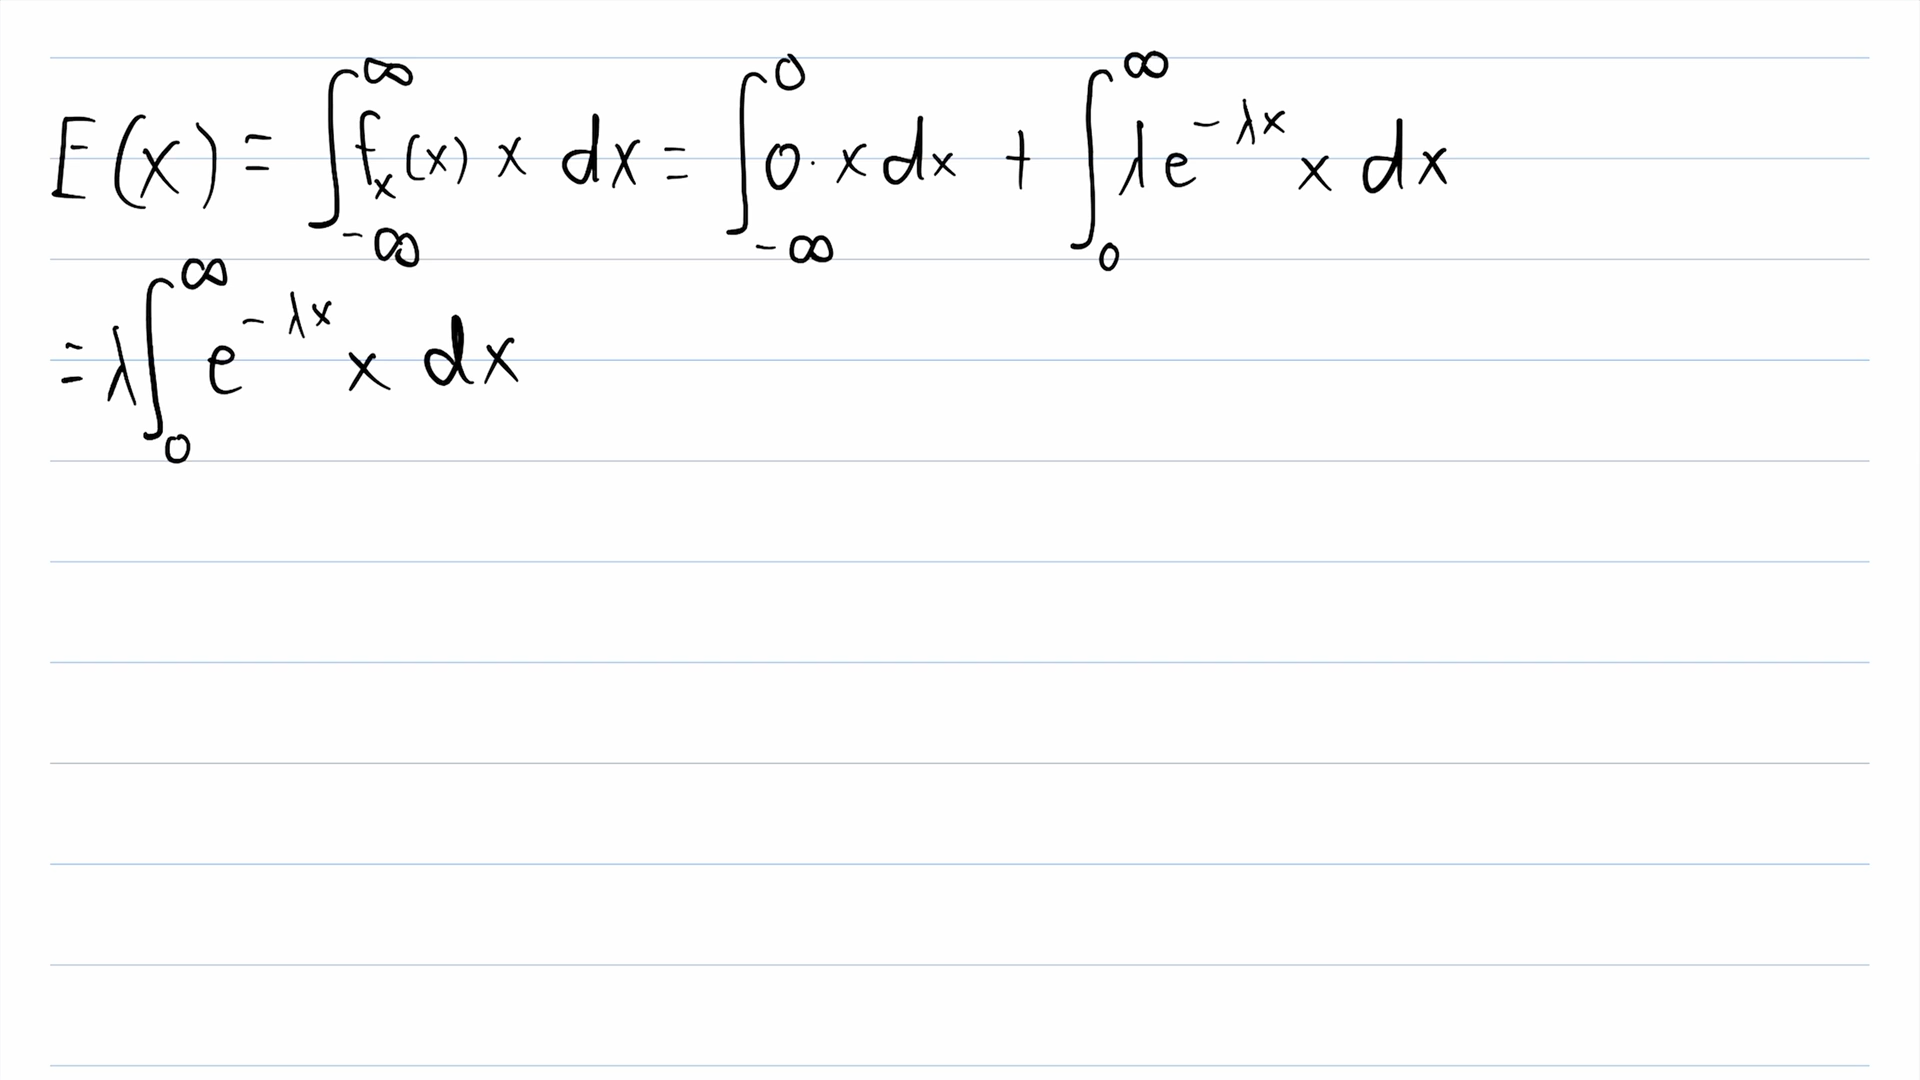 E(x) = ∫_{-∞}^{∞} f_x(x) x dx = ∫_{-∞}^{0} 0 · x dx + ∫_{0}^{∞} λe^{-λx} x dx
= λ∫_{0}^{∞} e^{-λx} x dx